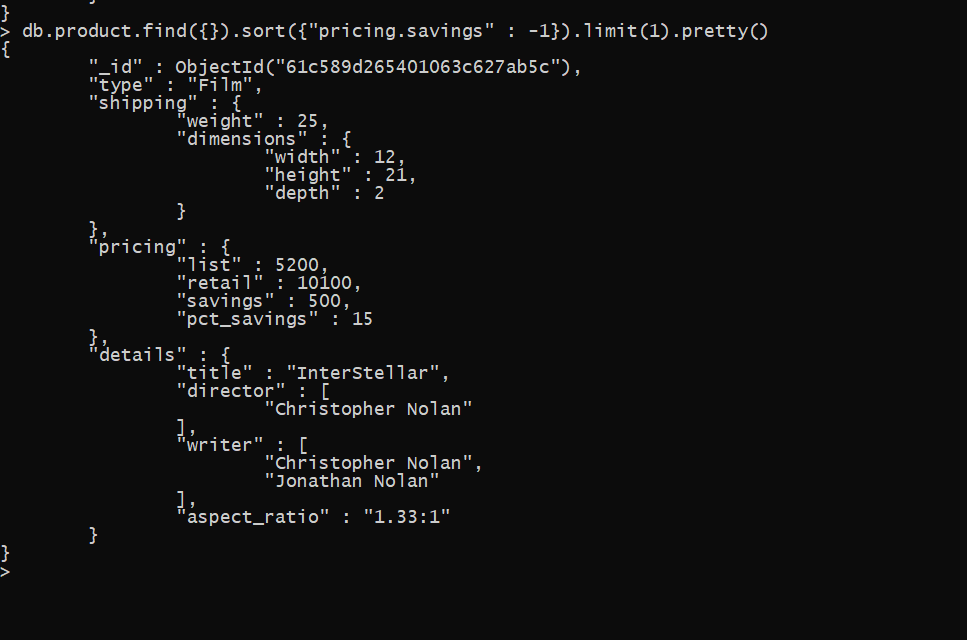 }
> db.product.find({}).sort({"pricing.savings" : -1}).limit(1).pretty()
{
        "_id" : ObjectId("61c589d265401063c627ab5c"),
        "type" : "Film",
        "shipping" : {
                "weight" : 25,
                "dimensions" : {
                        "width" : 12,
                        "height" : 21,
                        "depth" : 2
                }
        },
        "pricing" : {
                "list" : 5200,
                "retail" : 10100,
                "savings" : 500,
                "pct_savings" : 15
        },
        "details" : {
                "title" : "InterStellar",
                "director" : [
                        "Christopher Nolan"
                ],
                "writer" : [
                        "Christopher Nolan",
                        "Jonathan Nolan"
                ],
                "aspect_ratio" : "1.33:1"
        }
}
>